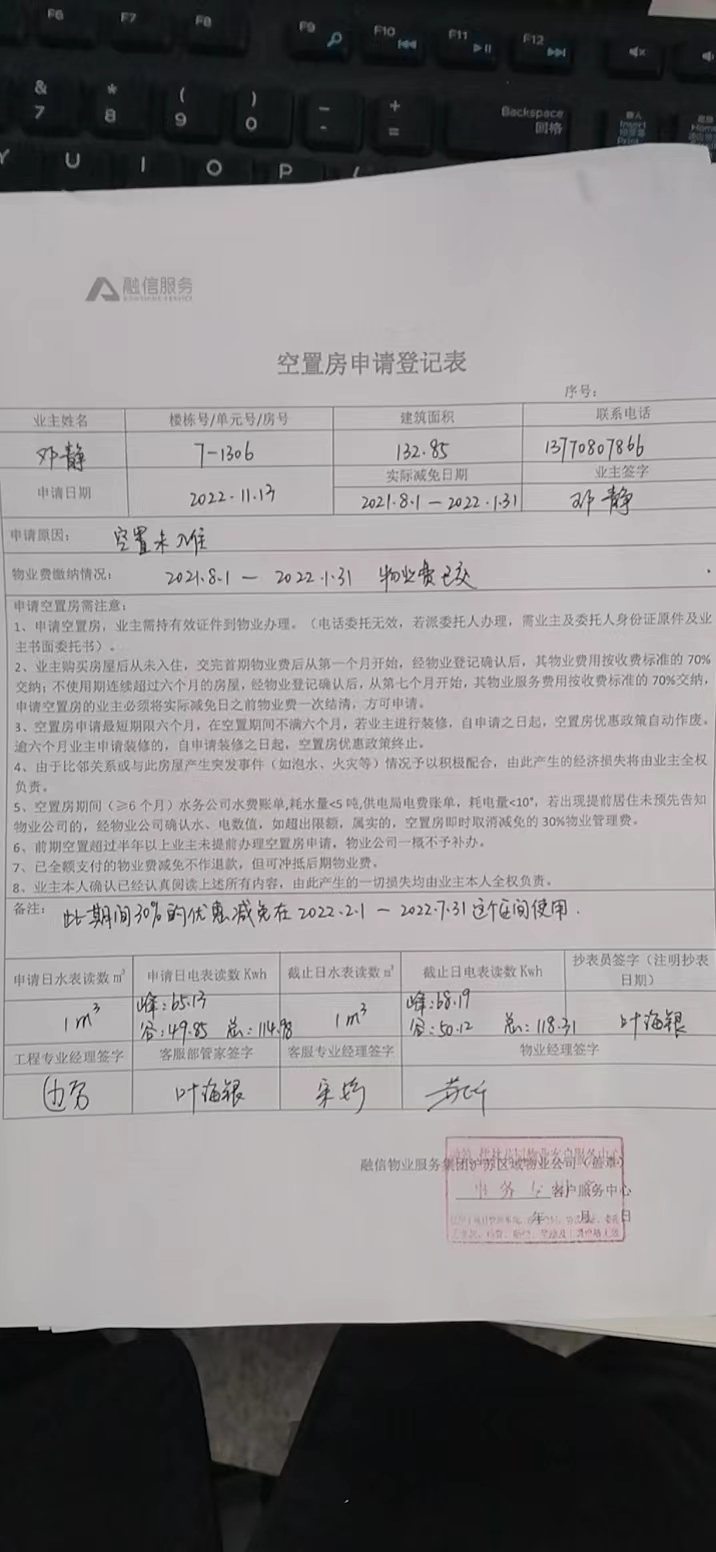 F6 F7 F8 F9 F10 F11 F12
& 7 * 8 ( 9 ) 0 _ - + = Backspace 回格
Y U I O P
融信服务
空置房申请登记表
序号：
业主姓名 楼栋号/单元号/房号 建筑面积 联系电话
邓静 7-1306 132.85 13770807866
申请日期 2022.11.13 实际减免日期 业主签字
2021.8.1 — 2022.1.31 邓静
申请原因： 空置未入住
物业费缴纳情况： 2021.8.1 — 2022.1.31 物业费已交
申请空置房需注意：
1、申请空置房，业主需持有效证件到物业办理。（电话委托无效，若派委托人办理，需业主及委托人身份证原件及业
主书面委托书）。
2、业主购买房屋后从未入住，交完首期物业费后从第一个月开始，经物业登记确认后，其物业费用按收费标准的 70%
交纳；不使用期连续超过六个月的房屋，经物业登记确认后，从第七个月开始，其物业服务费用按收费标准的 70%交纳，
申请空置房的业主必须将实际减免日之前物业费一次结清，方可申请。
3、空置房申请最短期限六个月，在空置期间不满六个月，若业主进行装修，自申请之日起，空置房优惠政策自动作废。
逾六个月业主申请装修的，自申请装修之日起，空置房优惠政策终止。
4、由于比邻关系或与此房屋产生突发事件（如泡水、火灾等）情况予以积极配合，由此产生的经济损失将由业主全权
负责。
5、空置房期间（≥6 个月）水务公司水费账单,耗水量<5 吨,供电局电费账单，耗电量<10°，若出现提前居住未预先告知
物业公司的，经物业公司确认水、电数值，如超出限额，属实的，空置房即时取消减免的 30%物业管理费。
6、前期空置超过半年以上业主未提前办理空置房申请，物业公司一概不予补办。
7、已全额支付的物业费减免不作退款，但可冲抵后期物业费。
8、业主本人确认已经认真阅读上述所有内容，由此产生的一切损失均由业主本人全权负责。
备注： 此期间30%的优惠减免在 2022.2.1 — 2022.7.31 这个区间使用.
申请日水表读数 m³ 申请日电表读数 Kwh 截止日水表读数 m³ 截止日电表读数 Kwh 抄表员签字（注明抄表
日期）
1 m³ 峰:65.13 谷:49.85 总:114.98 1 m³ 峰:68.19 谷:50.12 总:118.31 叶海银
工程专业经理签字 客服部管家签字 客服专业经理签字 物业经理签字
叶海银
融信物业服务集团沪苏区域物业公司（盖章）
客户服务中心
年 月 日